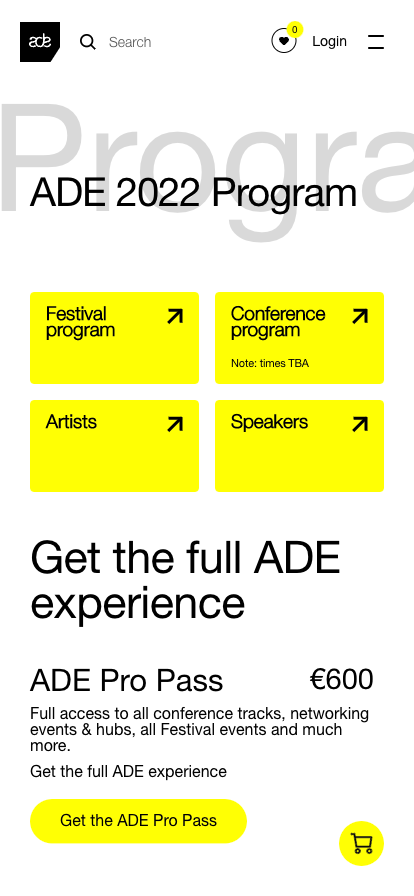 ade
Search
0
Login
Progra
ADE 2022 Program
Festival
program
Conference
program
Note: times TBA
Artists
Speakers
Get the full ADE
experience
ADE Pro Pass
€600
Full access to all conference tracks, networking
events & hubs, all Festival events and much
more.
Get the full ADE experience
Get the ADE Pro Pass